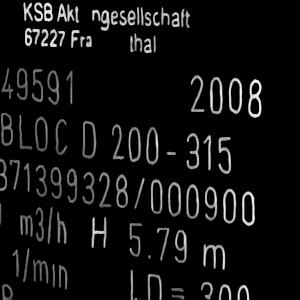 KSB Akt ngesellschaft
67227 Fra thal
49591 2008
BLOC D 200-315
371399328/000900
m3/h H 5.79 m
1/min